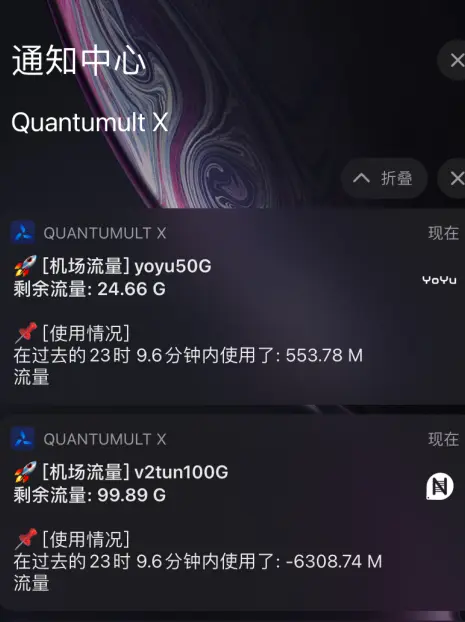 通知中心
Quantumult X
折叠
QUANTUMULT X
现在
🚀 [机场流量] yoyu50G
剩余流量: 24.66 G
YoYu
📌 [使用情况]
在过去的 23时 9.6分钟内使用了: 553.78 M
流量
QUANTUMULT X
现在
🚀 [机场流量] v2tun100G
剩余流量: 99.89 G
N
📌 [使用情况]
在过去的 23时 9.6分钟内使用了: -6308.74 M
流量